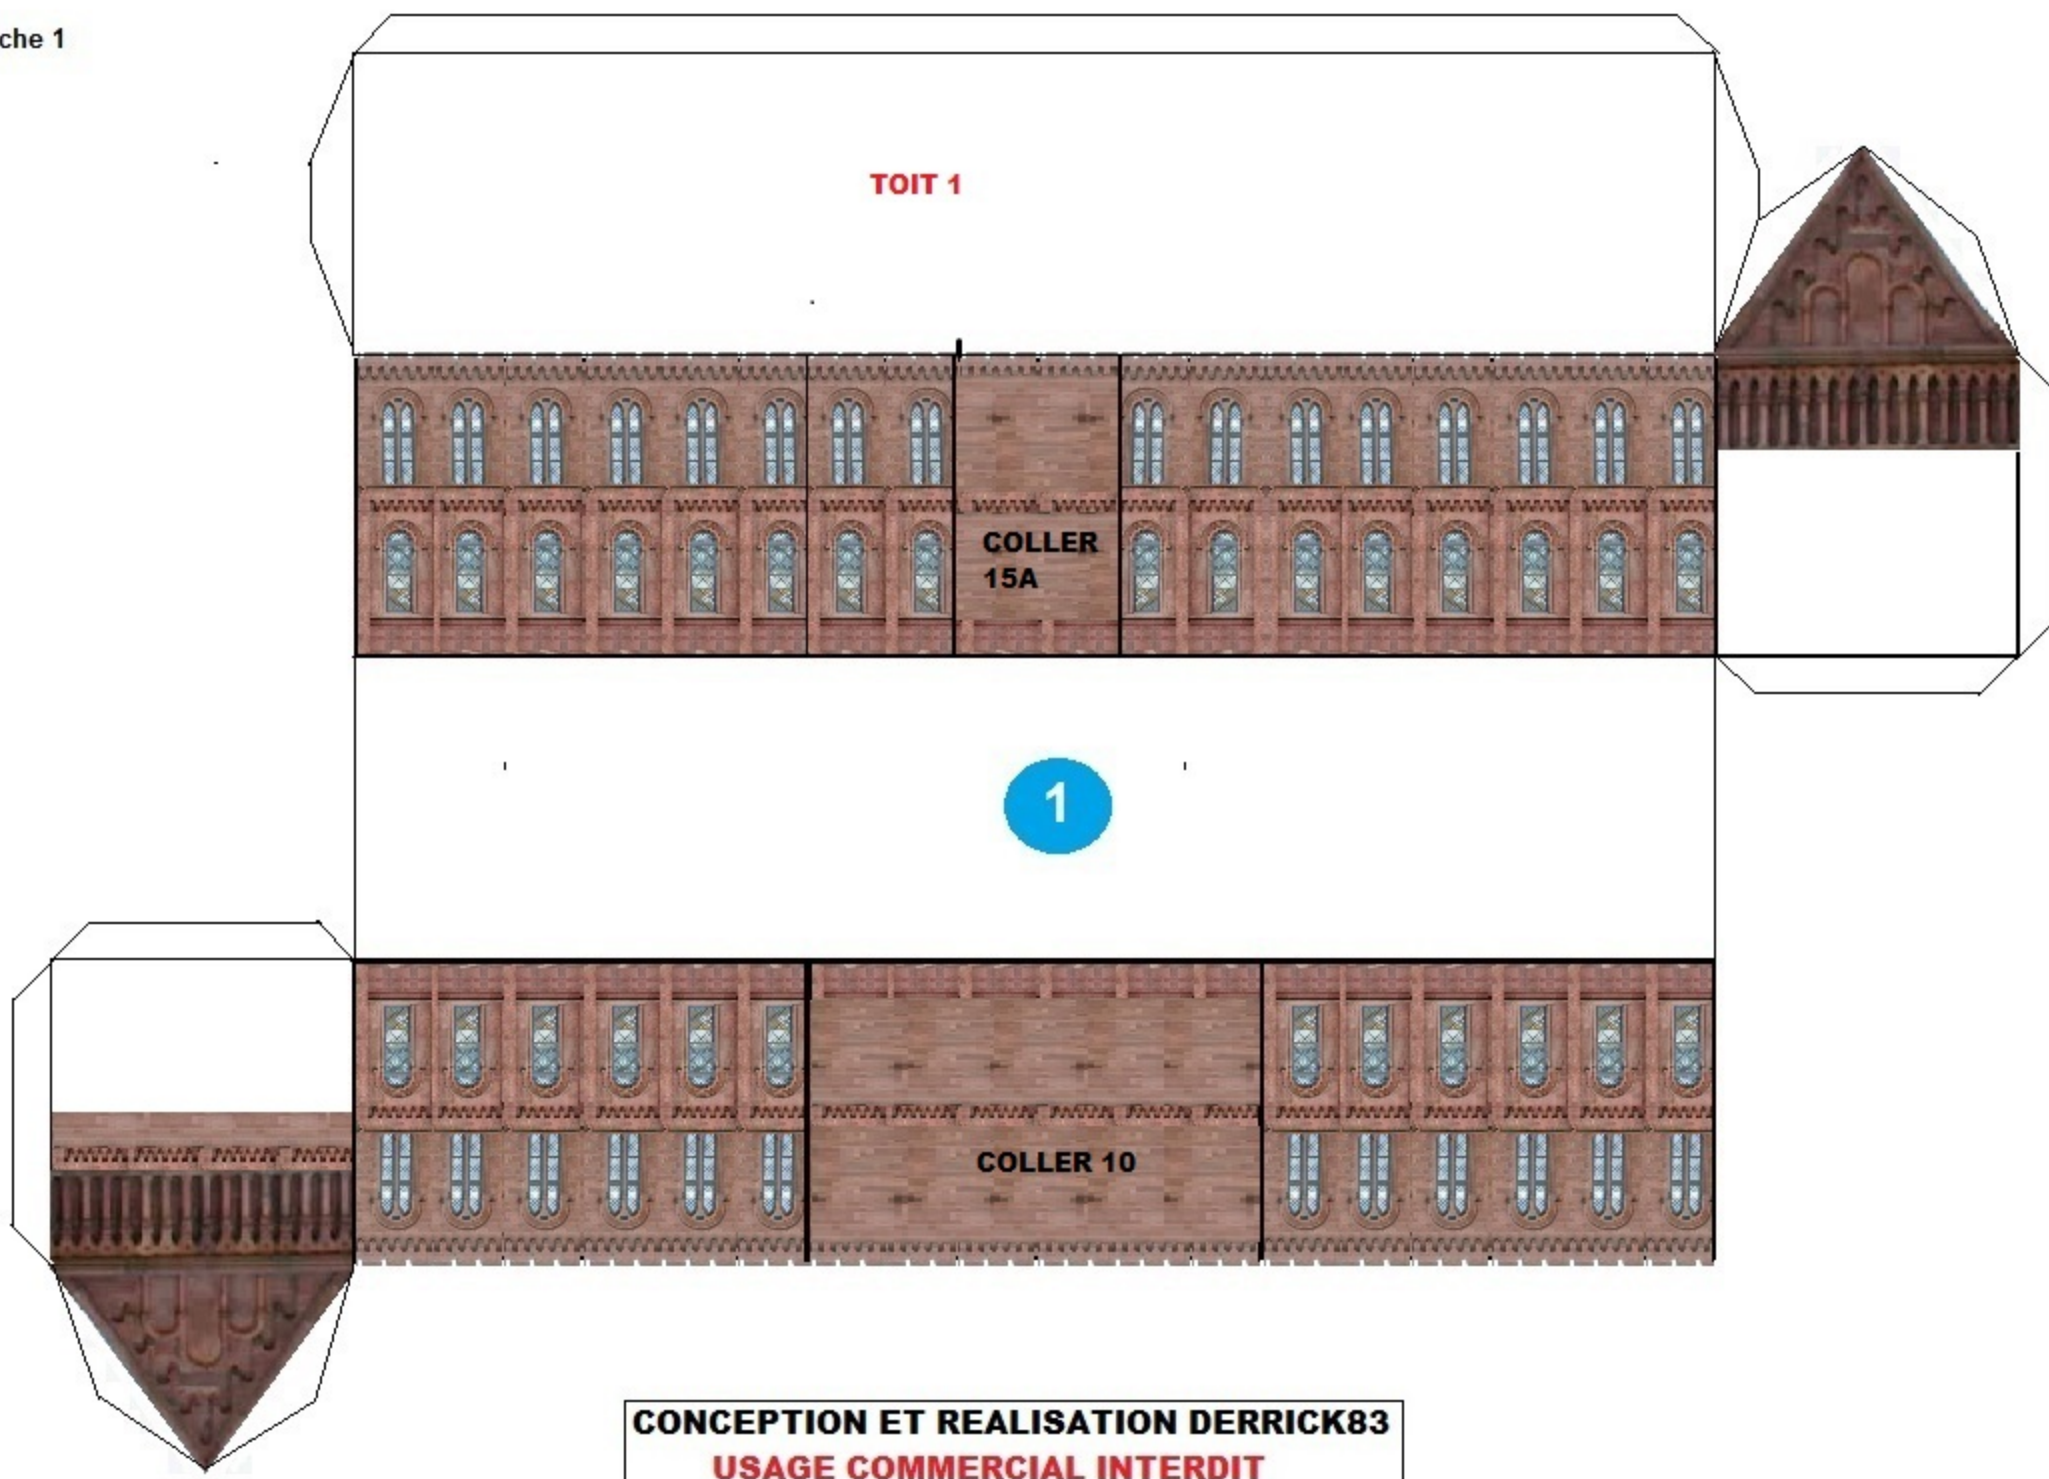 che 1
TOIT 1
COLLER
15A
1
COLLER 10
CONCEPTION ET REALISATION DERRICK83
USAGE COMMERCIAL INTERDIT